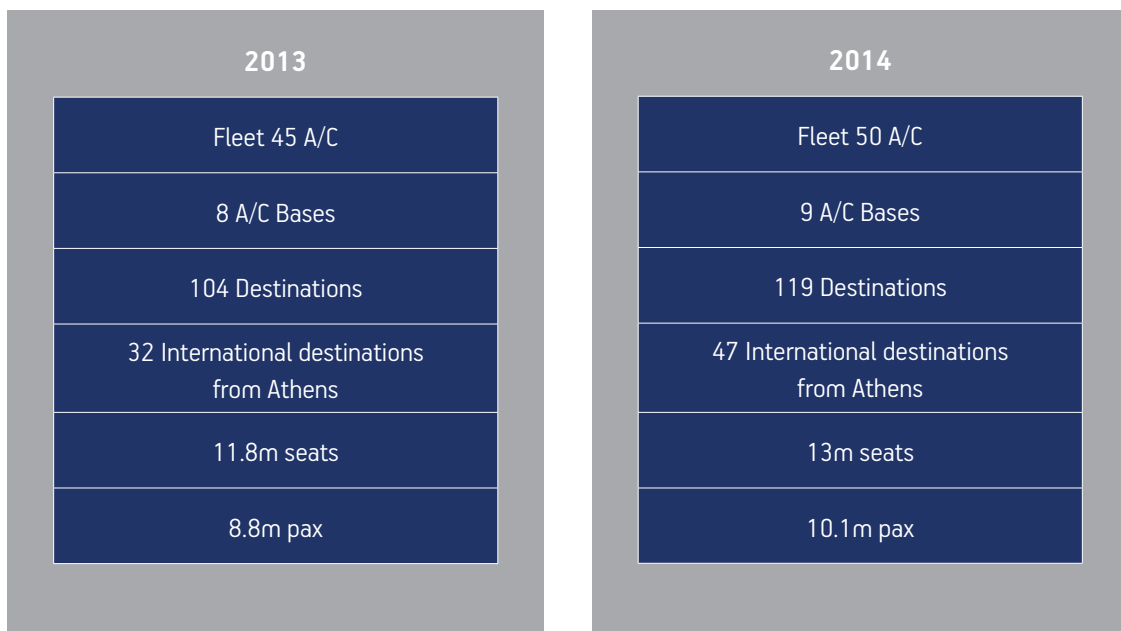 2013
Fleet 45 A/C
8 A/C Bases
104 Destinations
32 International destinations
from Athens
11.8m seats
8.8m pax
2014
Fleet 50 A/C
9 A/C Bases
119 Destinations
47 International destinations
from Athens
13m seats
10.1m pax